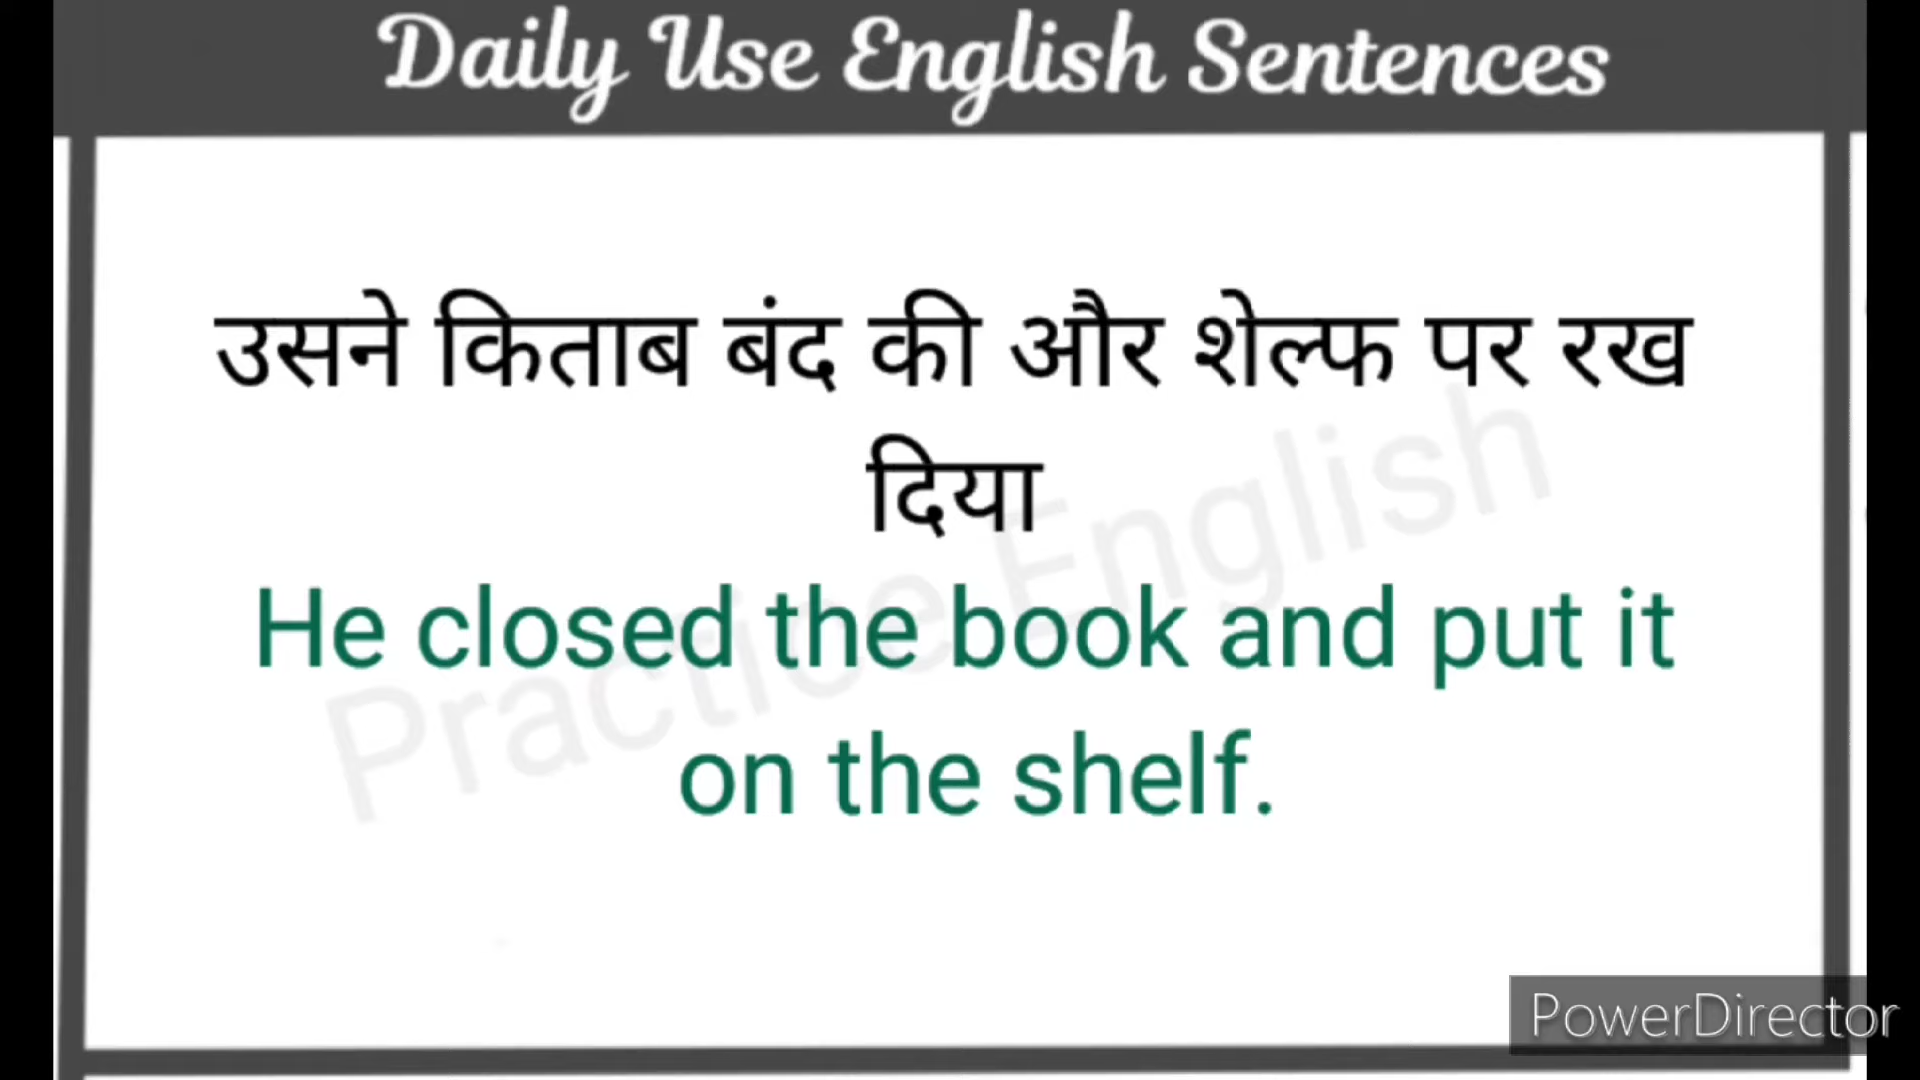 Daily Use English Sentences
उसने किताब बंद की और शेल्फ पर रख
दिया
He closed the book and put it
on the shelf.
Practice English
PowerDirector